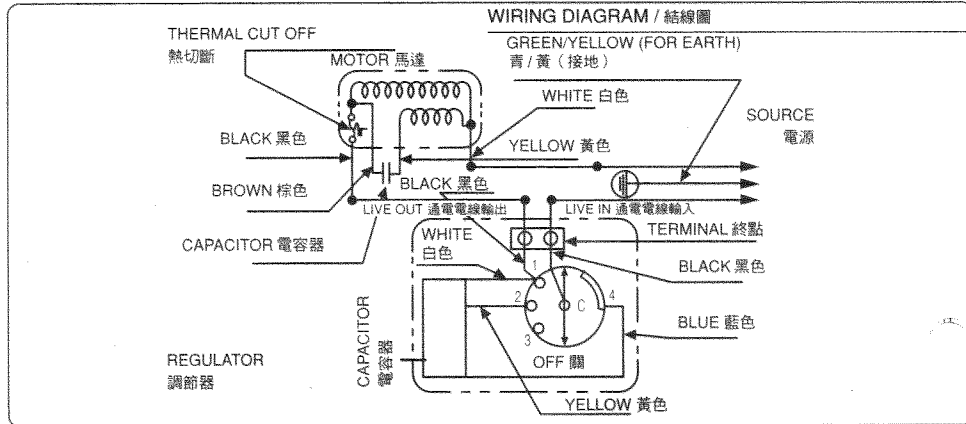 WIRING DIAGRAM / 結線圖
THERMAL CUT OFF
熱切斷
MOTOR 馬達
GREEN/YELLOW (FOR EARTH)
青 / 黃（接地）
WHITE 白色
SOURCE
電源
BLACK 黑色
YELLOW 黃色
BROWN 棕色
BLACK 黑色
LIVE OUT 通電電線輸出
LIVE IN 通電電線輸入
CAPACITOR 電容器
WHITE
白色
TERMINAL 終點
BLACK 黑色
1
2
3
C
4
BLUE 藍色
CAPACITOR
電容器
OFF 關
REGULATOR
調節器
YELLOW 黃色